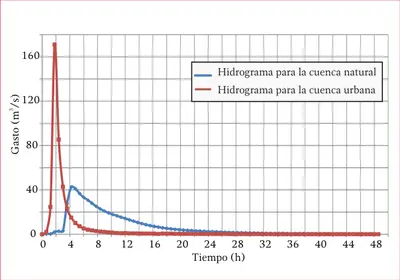 160
120
80
40
0
Gasto (m³/s)
Hidrograma para la cuenca natural
Hidrograma para la cuenca urbana
0 4 8 12 16 20 24 28 32 36 40 44 48
Tiempo (h)